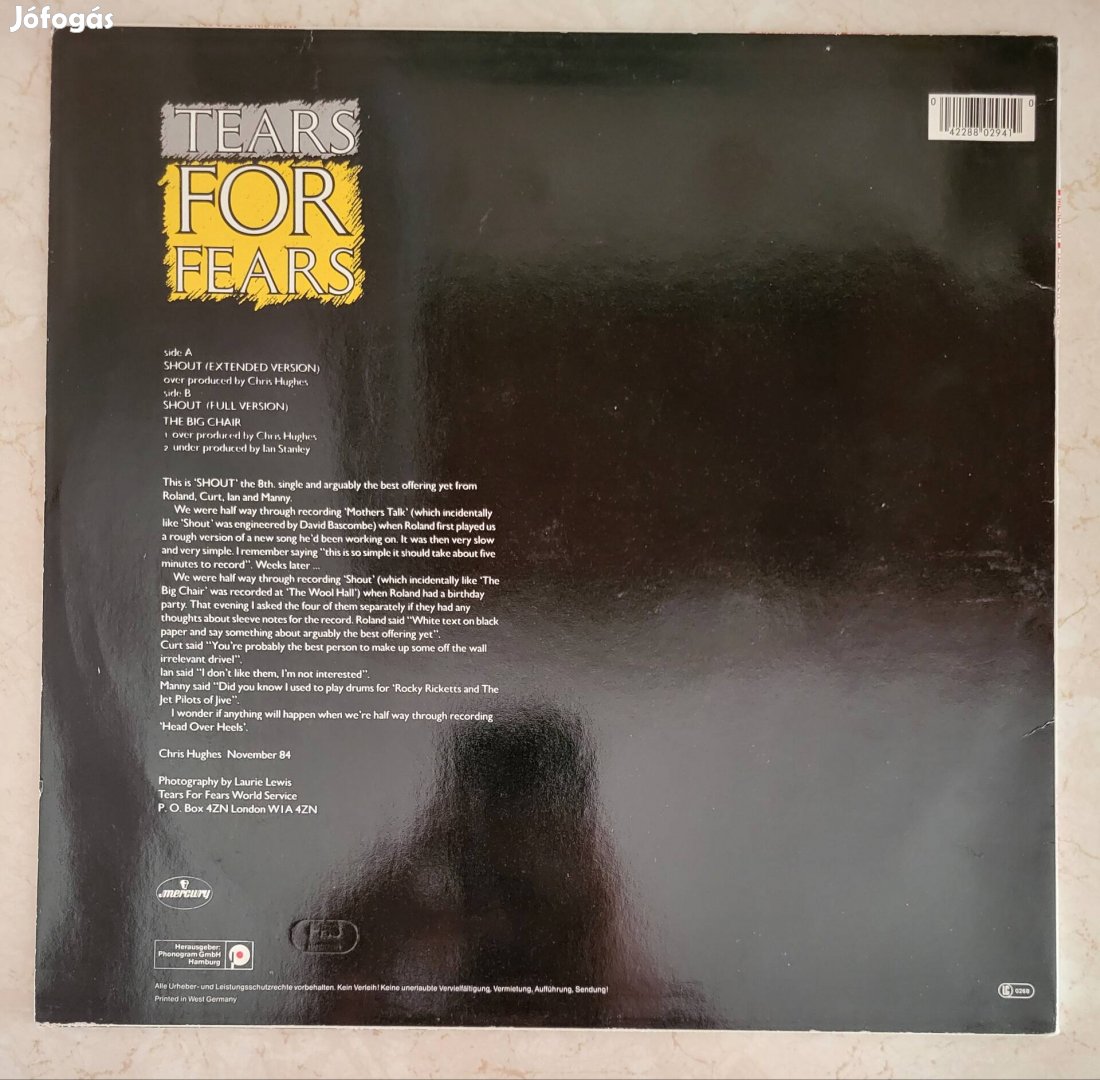 Jófogás
TEARS
FOR
FEARS
0 42288 02941 0
side A
SHOUT (EXTENDED VERSION)
over produced by Chris Hughes
side B
SHOUT (FULL VERSION)
THE BIG CHAIR
1 over produced by Chris Hughes
2 under produced by Ian Stanley
This is 'SHOUT' the 8th. single and arguably the best offering yet from
Roland, Curt, Ian and Manny.
We were half way through recording 'Mothers Talk' (which incidentally
like 'Shout' was engineered by David Bascombe) when Roland first played us
a rough version of a new song he'd been working on. It was then very slow
and very simple. I remember saying "this is so simple it should take about five
minutes to record". Weeks later ...
We were half way through recording 'Shout' (which incidentally like 'The
Big Chair' was recorded at 'The Wool Hall') when Roland had a birthday
party. That evening I asked the four of them separately if they had any
thoughts about sleeve notes for the record. Roland said "White text on black
paper and say something about arguably the best offering yet".
Curt said "You're probably the best person to make up some off the wall
irrelevant drivel".
Ian said "I don't like them, I'm not interested".
Manny said "Did you know I used to play drums for 'Rocky Ricketts and The
Jet Pilots of Jive".
I wonder if anything will happen when we're half way through recording
'Head Over Heels'.
Chris Hughes November 84
Photography by Laurie Lewis
Tears For Fears World Service
P. O. Box 4ZN London W1A 4ZN
mercury
Herausgeber:
Phonogram GmbH
Hamburg
Alle Urheber- und Leistungsschutzrechte vorbehalten. Kein Verleih! Keine unerlaubte Vervielfältigung, Vermietung, Aufführung, Sendung!
Printed in West Germany
LC 0268